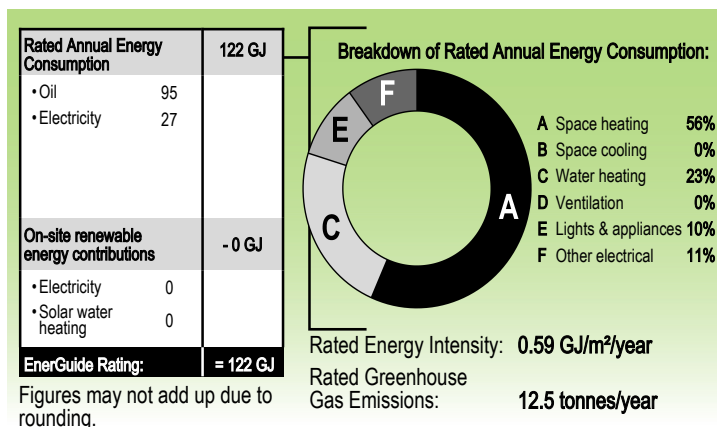 Rated Annual Energy
Consumption
122 GJ
• Oil 95
• Electricity 27
On-site renewable
energy contributions
- 0 GJ
• Electricity 0
• Solar water
heating 0
EnerGuide Rating: = 122 GJ
Figures may not add up due to
rounding.
Breakdown of Rated Annual Energy Consumption:
F
E
C
A
A Space heating 56%
B Space cooling 0%
C Water heating 23%
D Ventilation 0%
E Lights & appliances 10%
F Other electrical 11%
Rated Energy Intensity: 0.59 GJ/m²/year
Rated Greenhouse
Gas Emissions: 12.5 tonnes/year